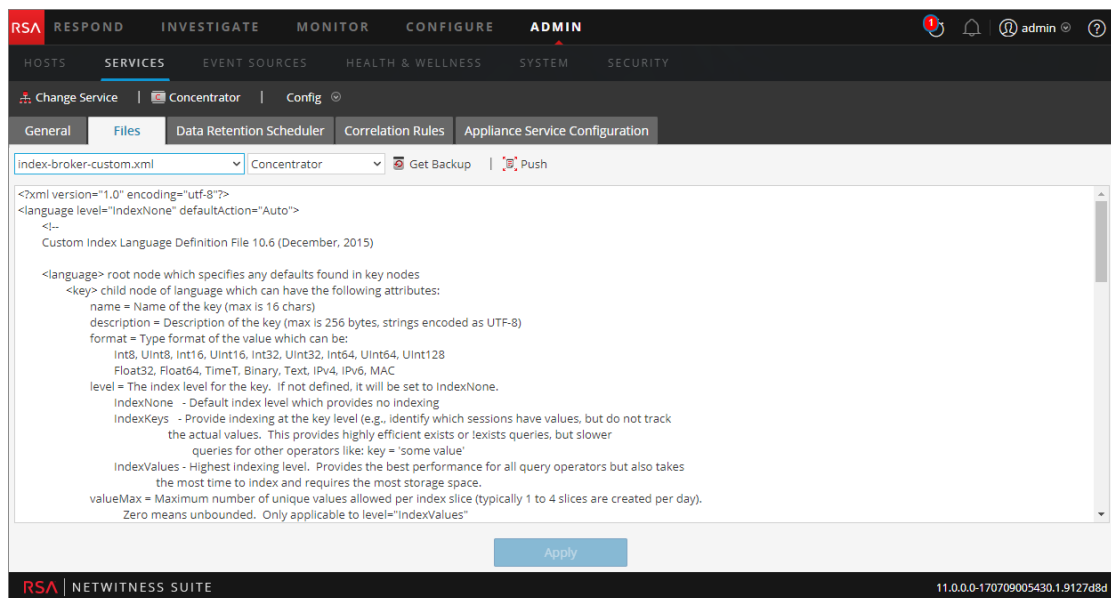 RSA RESPOND INVESTIGATE MONITOR CONFIGURE ADMIN 1 admin ?
HOSTS SERVICES EVENT SOURCES HEALTH & WELLNESS SYSTEM SECURITY
Change Service | C Concentrator | Config
General Files Data Retention Scheduler Correlation Rules Appliance Service Configuration
index-broker-custom.xml Concentrator Get Backup | Push
<?xml version="1.0" encoding="utf-8"?>
<language level="IndexNone" defaultAction="Auto">
<!--
Custom Index Language Definition File 10.6 (December, 2015)
<language> root node which specifies any defaults found in key nodes
<key> child node of language which can have the following attributes:
name = Name of the key (max is 16 chars)
description = Description of the key (max is 256 bytes, strings encoded as UTF-8)
format = Type format of the value which can be:
Int8, UInt8, Int16, UInt16, Int32, UInt32, Int64, UInt64, UInt128
Float32, Float64, TimeT, Binary, Text, IPv4, IPv6, MAC
level = The index level for the key. If not defined, it will be set to IndexNone.
IndexNone - Default index level which provides no indexing
IndexKeys - Provide indexing at the key level (e.g., identify which sessions have values, but do not track
the actual values. This provides highly efficient exists or !exists queries, but slower
queries for other operators like: key = 'some value'
IndexValues - Highest indexing level. Provides the best performance for all query operators but also takes
the most time to index and requires the most storage space.
valueMax = Maximum number of unique values allowed per index slice (typically 1 to 4 slices are created per day).
Zero means unbounded. Only applicable to level="IndexValues"
Apply
RSA | NETWITNESS SUITE 11.0.0.0-170709005430.1.9127d8d